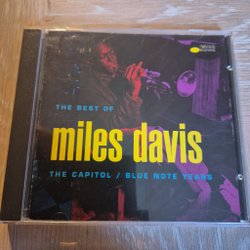 THE BEST OF
miles davis
THE CAPITOL / BLUE NOTE YEARS